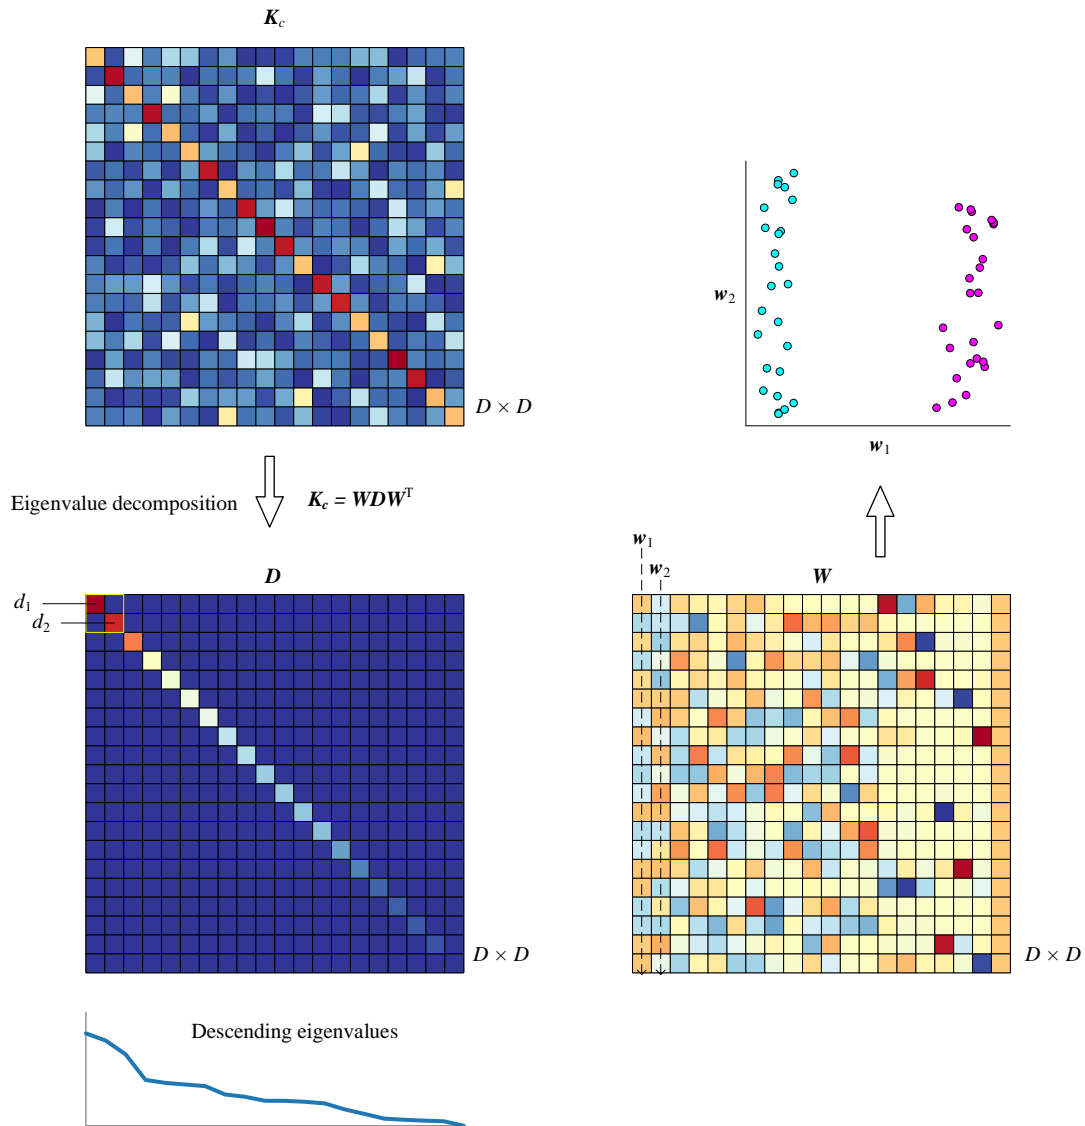 K_c
D × D
w_2
w_1
Eigenvalue decomposition
K_c = WDW^T
w_1
w_2
D
W
d_1
d_2
D × D
D × D
Descending eigenvalues